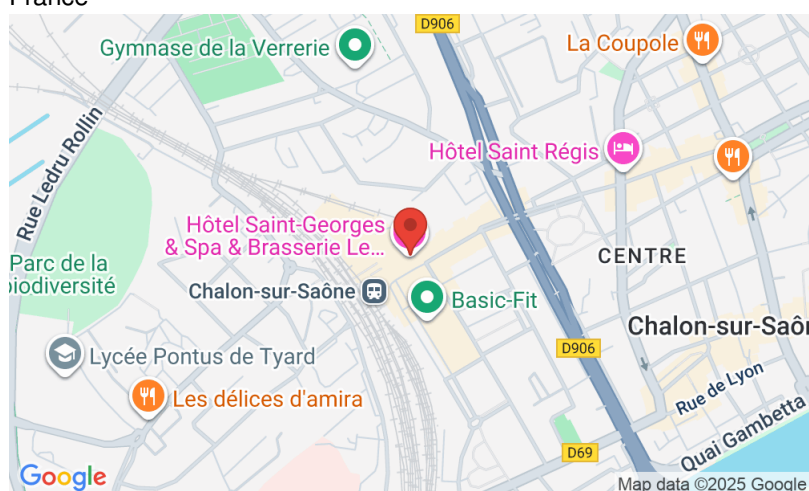 France
D906
Gymnase de la Verrerie
La Coupole
Rue Ledru Rollin
Hôtel Saint Régis
Hôtel Saint-Georges
& Spa & Brasserie Le...
CENTRE
Parc de la
biodiversité
Chalon-sur-Saône
Basic-Fit
Chalon-sur-Saôn
D906
Lycée Pontus de Tyard
Les délices d'amira
Rue de Lyon
Quai Gambetta
D69
Google
Map data ©2025 Google